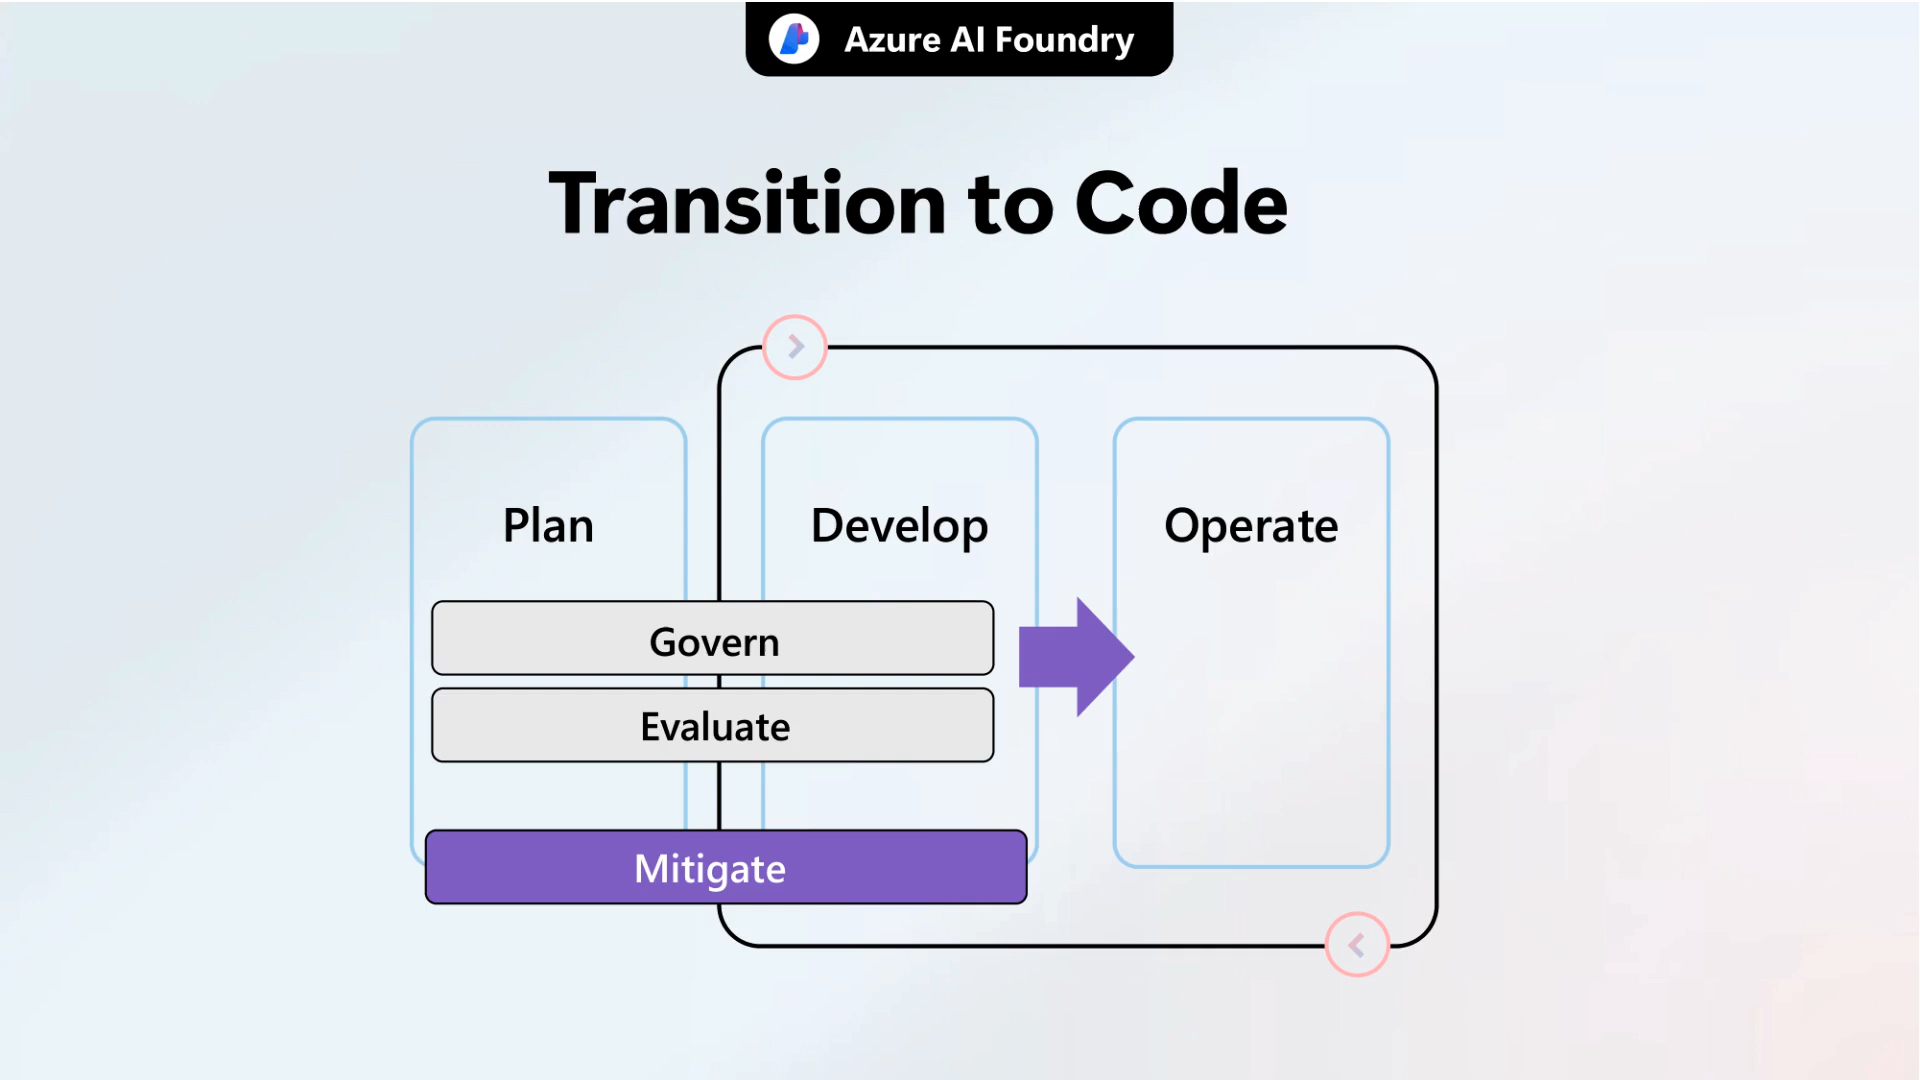 Azure AI Foundry
Transition to Code
Plan
Develop
Operate
Govern
Evaluate
Mitigate